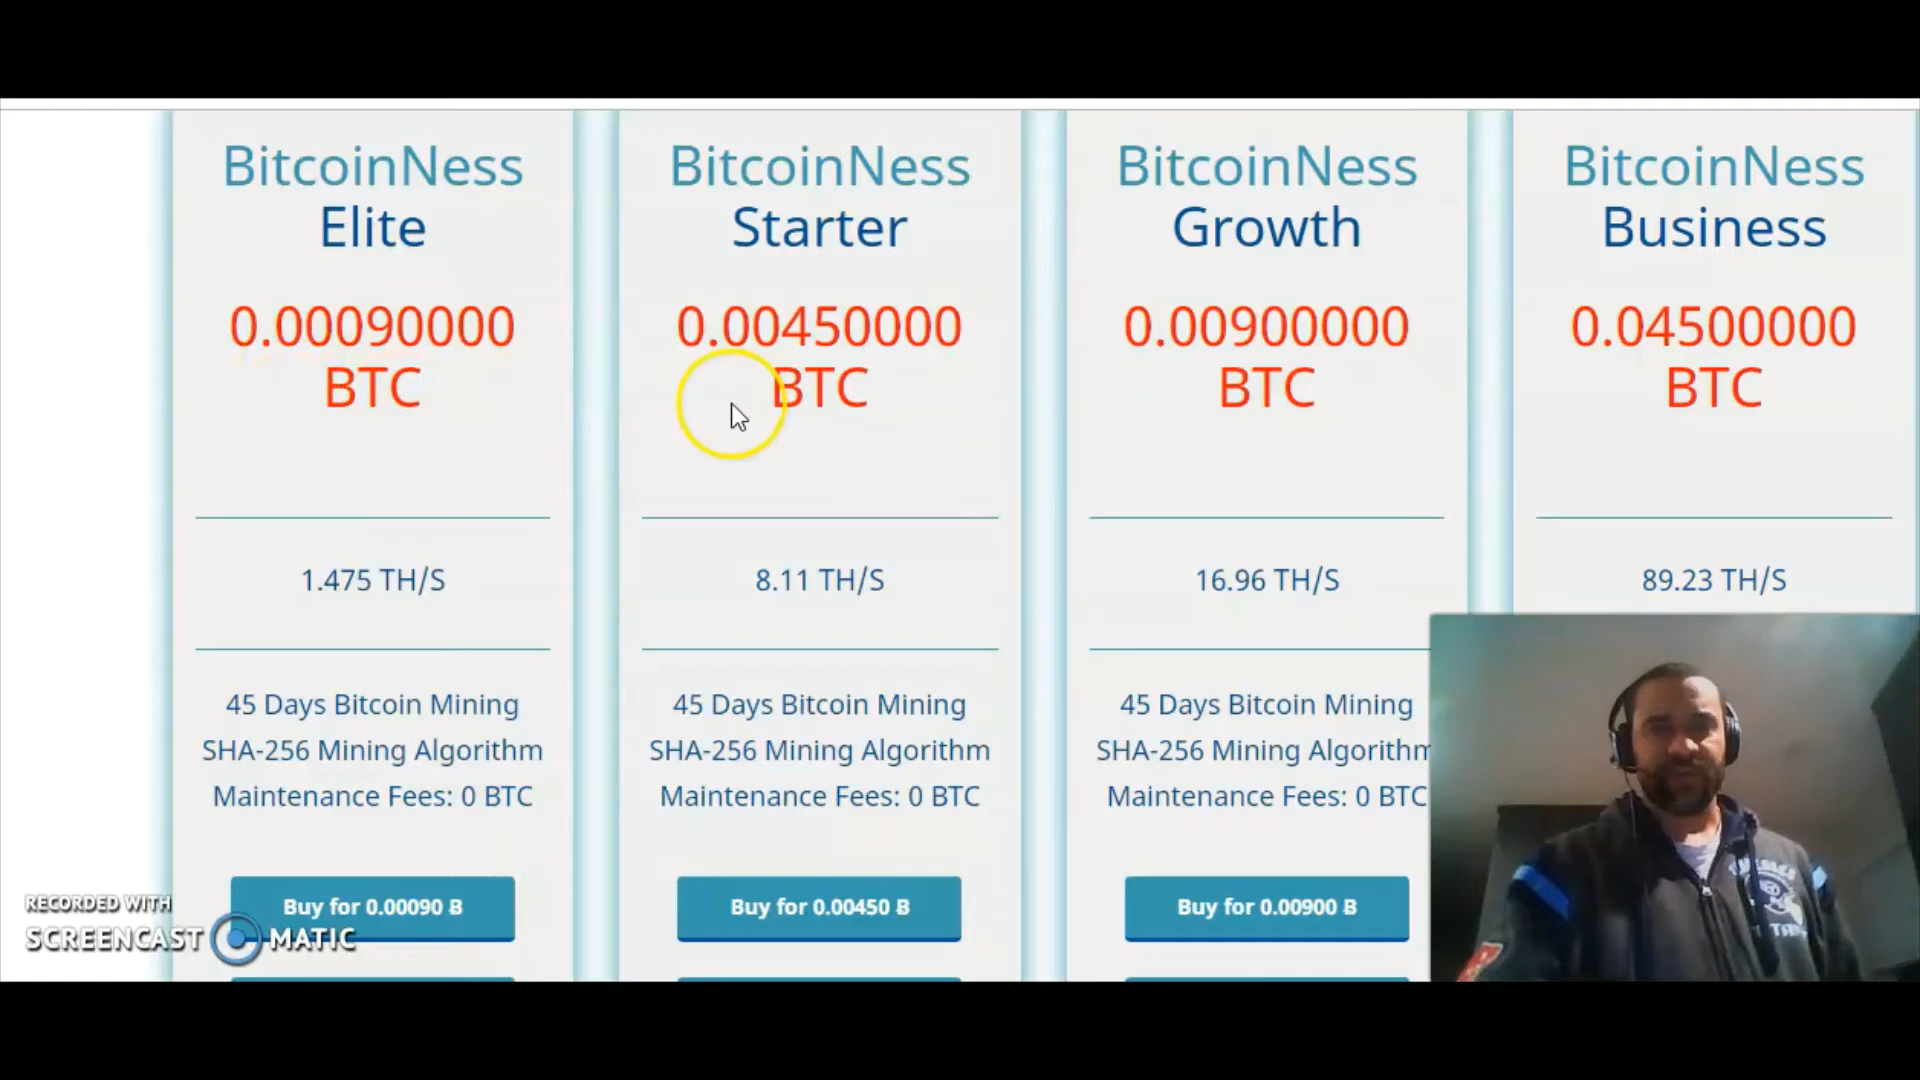 BitcoinNess
Elite
0.00090000
BTC
1.475 TH/S
45 Days Bitcoin Mining
SHA-256 Mining Algorithm
Maintenance Fees: 0 BTC
Buy for 0.00090 Ƀ
BitcoinNess
Starter
0.00450000
BTC
8.11 TH/S
45 Days Bitcoin Mining
SHA-256 Mining Algorithm
Maintenance Fees: 0 BTC
Buy for 0.00450 Ƀ
BitcoinNess
Growth
0.00900000
BTC
16.96 TH/S
45 Days Bitcoin Mining
SHA-256 Mining Algorithm
Maintenance Fees: 0 BTC
Buy for 0.00900 Ƀ
BitcoinNess
Business
0.04500000
BTC
89.23 TH/S
RECORDED WITH
SCREENCAST MATIC